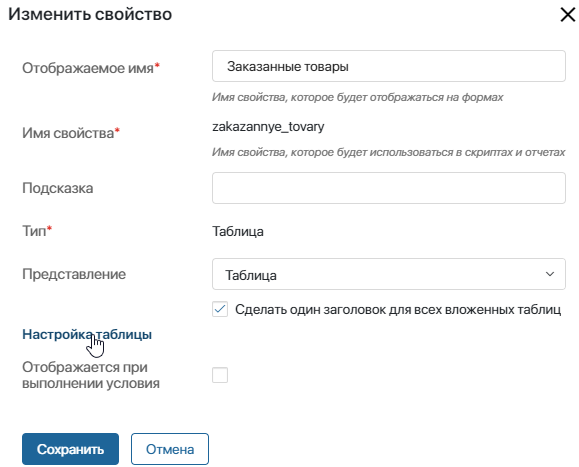 Изменить свойство
Отображаемое имя*
Заказанные товары
Имя свойства, которое будет отображаться на формах
Имя свойства*
zakazannye_tovary
Имя свойства, которое будет использоваться в скриптах и отчетах
Подсказка
Тип*
Таблица
Представление
Таблица
Сделать один заголовок для всех вложенных таблиц
Настройка таблицы
Отображается при
выполнении условия
Сохранить
Отмена